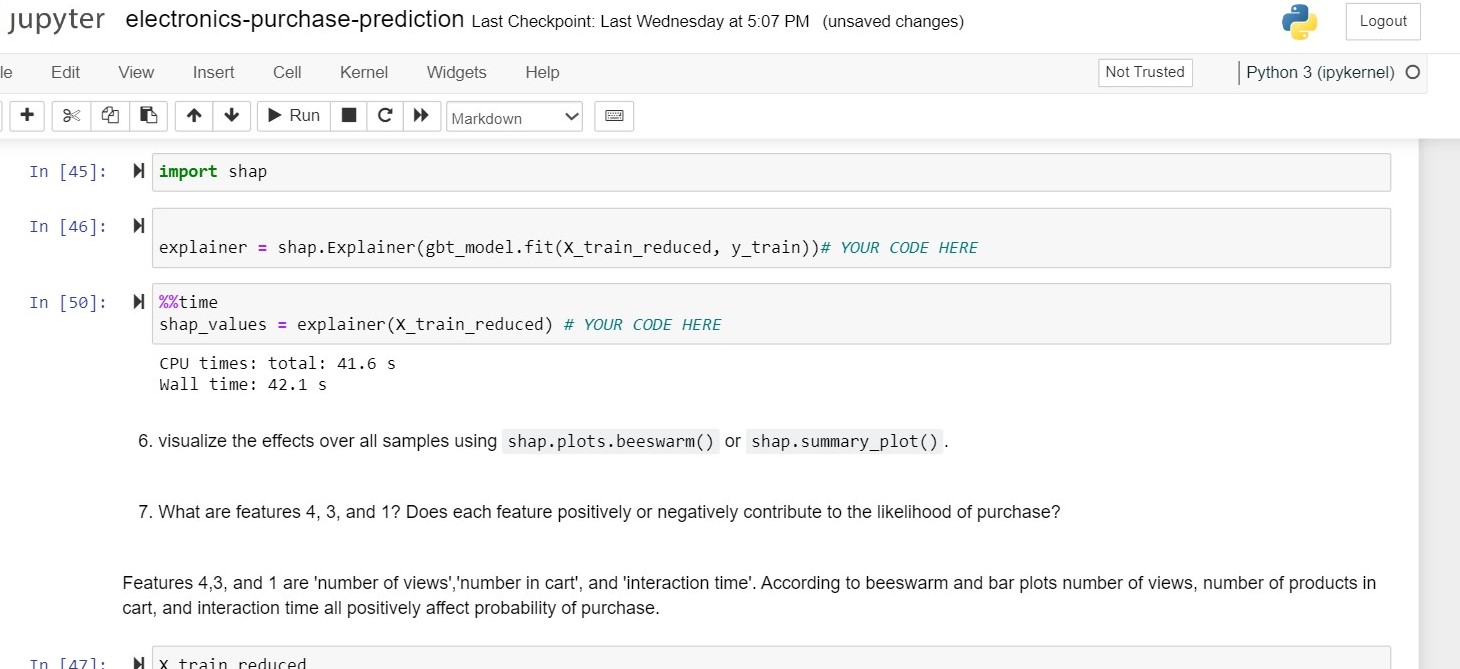 jupyter electronics-purchase-prediction Last Checkpoint: Last Wednesday at 5:07 PM (unsaved changes) Logout
le Edit View Insert Cell Kernel Widgets Help Not Trusted Python 3 (ipykernel)
Run Markdown
In [45]: import shap
In [46]:
explainer = shap.Explainer(gbt_model.fit(X_train_reduced, y_train))# YOUR CODE HERE
In [50]: %%time
shap_values = explainer(X_train_reduced) # YOUR CODE HERE
CPU times: total: 41.6 s
Wall time: 42.1 s
6. visualize the effects over all samples using shap.plots.beeswarm() or shap.summary_plot().
7. What are features 4, 3, and 1? Does each feature positively or negatively contribute to the likelihood of purchase?
Features 4,3, and 1 are 'number of views','number in cart', and 'interaction time'. According to beeswarm and bar plots number of views, number of products in
cart, and interaction time all positively affect probability of purchase.
In [47]: X_train_reduced